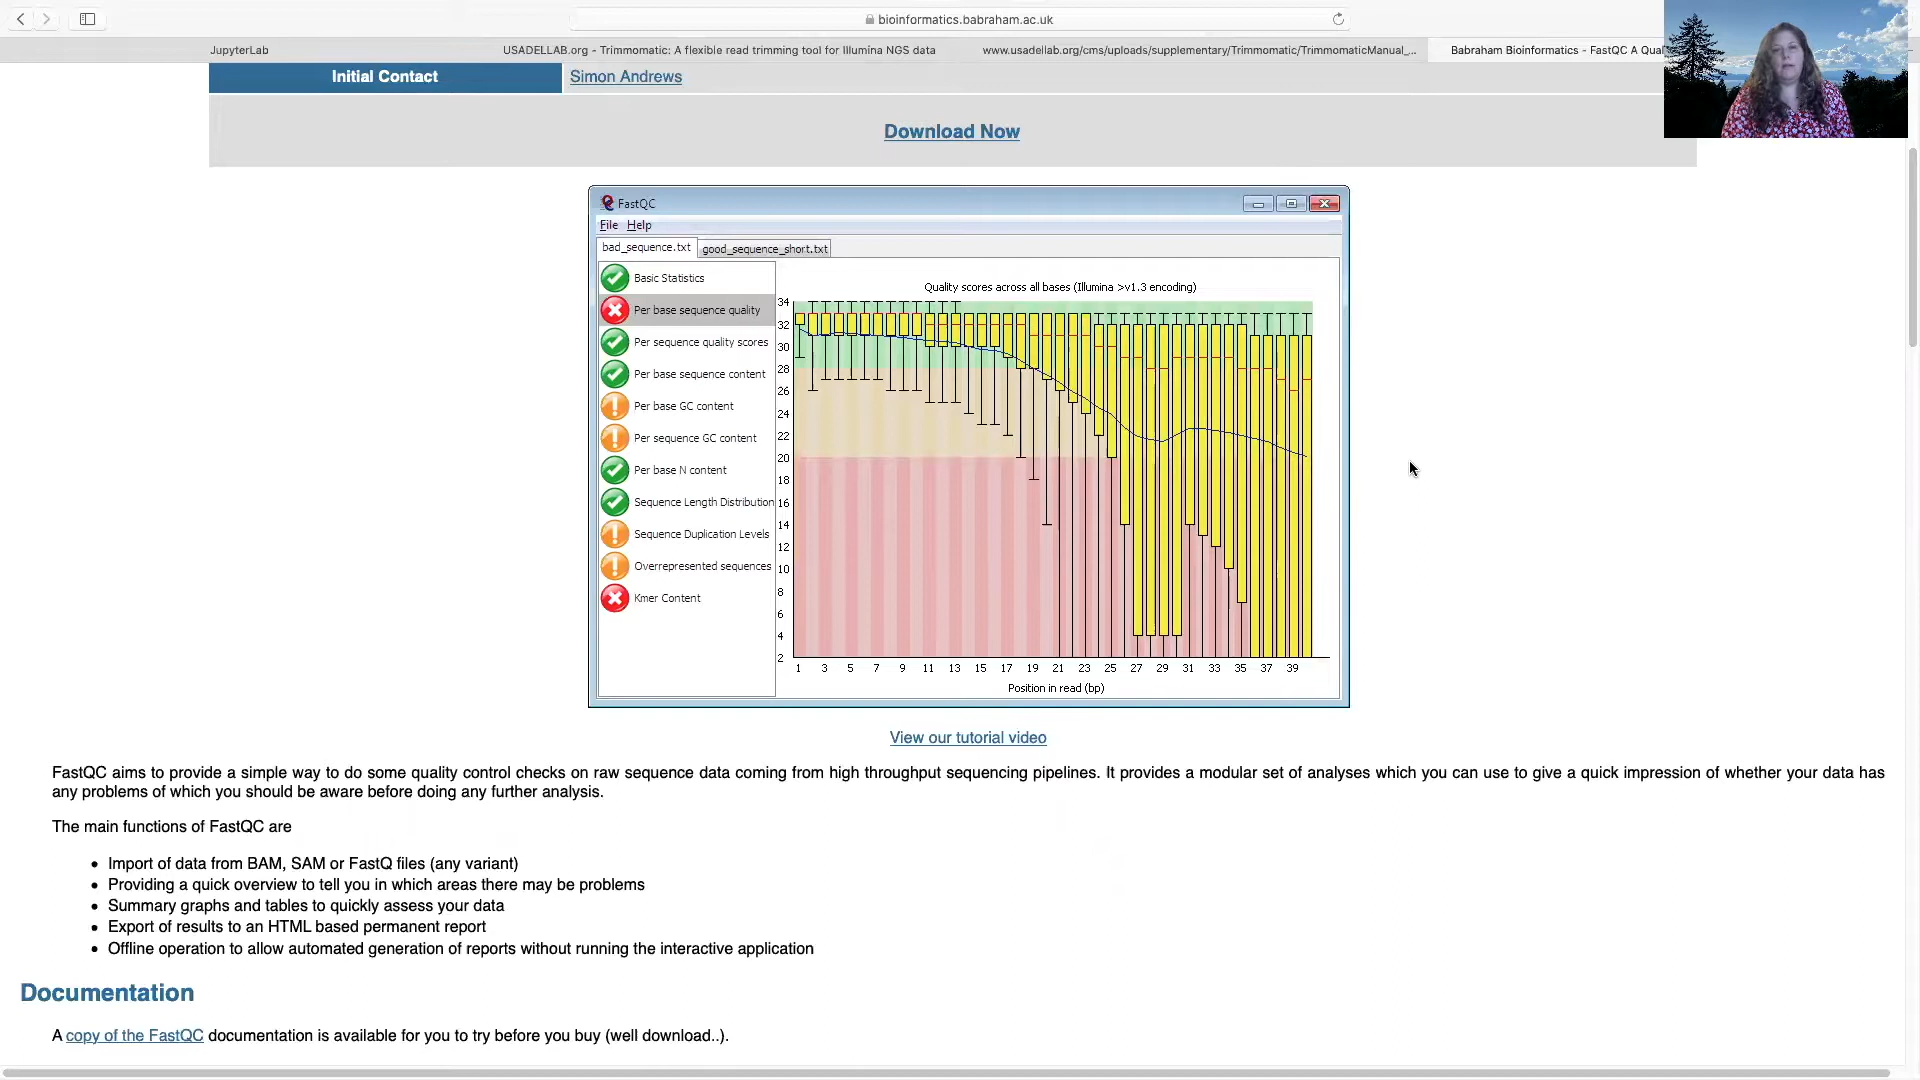 bioinformatics.babraham.ac.uk
JupyterLab
USADELLAB.org - Trimmomatic: A flexible read trimming tool for Illumina NGS data
www.usadellab.org/cms/uploads/supplementary/Trimmomatic/TrimmomaticManual_...
Babraham Bioinformatics - FastQC A Qual
Initial Contact
Simon Andrews
Download Now
FastQC
File Help
bad_sequence.txt
good_sequence_short.txt
Basic Statistics
Per base sequence quality
Per sequence quality scores
Per base sequence content
Per base GC content
Per sequence GC content
Per base N content
Sequence Length Distribution
Sequence Duplication Levels
Overrepresented sequences
Kmer Content
Quality scores across all bases (Illumina >v1.3 encoding)
34
32
30
28
26
24
22
20
18
16
14
12
10
8
6
4
2
1 3 5 7 9 11 13 15 17 19 21 23 25 27 29 31 33 35 37 39
Position in read (bp)
View our tutorial video
FastQC aims to provide a simple way to do some quality control checks on raw sequence data coming from high throughput sequencing pipelines. It provides a modular set of analyses which you can use to give a quick impression of whether your data has
any problems of which you should be aware before doing any further analysis.
The main functions of FastQC are
• Import of data from BAM, SAM or FastQ files (any variant)
• Providing a quick overview to tell you in which areas there may be problems
• Summary graphs and tables to quickly assess your data
• Export of results to an HTML based permanent report
• Offline operation to allow automated generation of reports without running the interactive application
Documentation
A copy of the FastQC documentation is available for you to try before you buy (well download..).